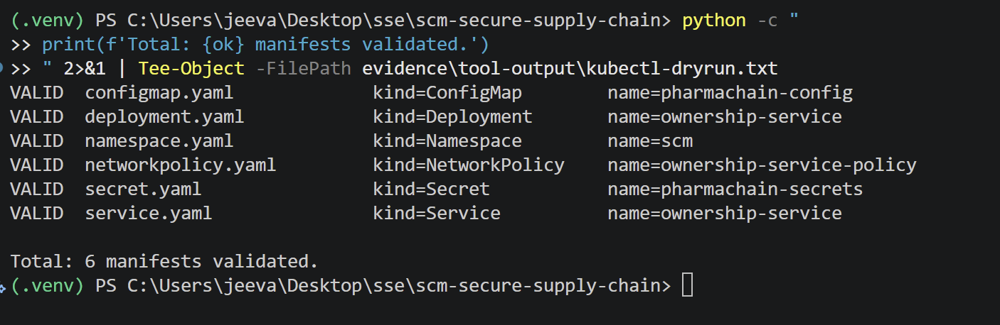 (.venv) PS C:\Users\jeeva\Desktop\sse\scm-secure-supply-chain> python -c "
>> print(f'Total: {ok} manifests validated.')
>> " 2>&1 | Tee-Object -FilePath evidence\tool-output\kubectl-dryrun.txt
VALID  configmap.yaml             kind=ConfigMap        name=pharmachain-config
VALID  deployment.yaml            kind=Deployment       name=ownership-service
VALID  namespace.yaml             kind=Namespace        name=scm
VALID  networkpolicy.yaml         kind=NetworkPolicy    name=ownership-service-policy
VALID  secret.yaml                kind=Secret           name=pharmachain-secrets
VALID  service.yaml               kind=Service          name=ownership-service
Total: 6 manifests validated.
(.venv) PS C:\Users\jeeva\Desktop\sse\scm-secure-supply-chain>